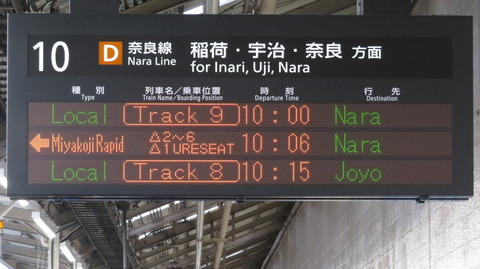 10 D 奈良線 稲荷・宇治・奈良 方面
Nara Line for Inari, Uji, Nara
種別 列車名／乗車位置 時刻 行先
Type Train Name/Boarding Position Departure Time Destination
Local Track 9 10:00 Nara
← Miyakoji Rapid △2~6 △1URESEAT 10:06 Nara
Local Track 8 10:15 Joyo